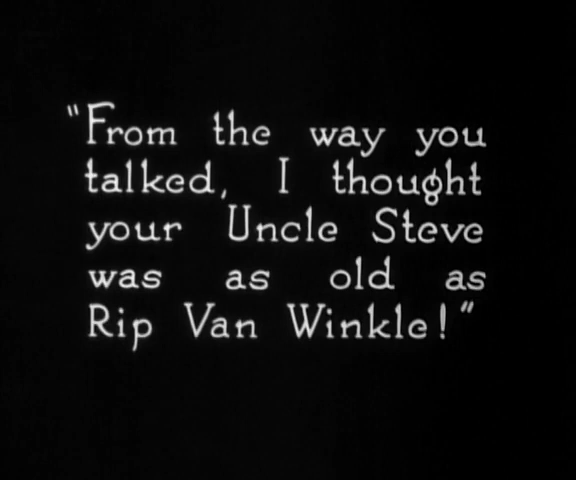 "From the way you
talked, I thought
your Uncle Steve
was as old as
Rip Van Winkle!"